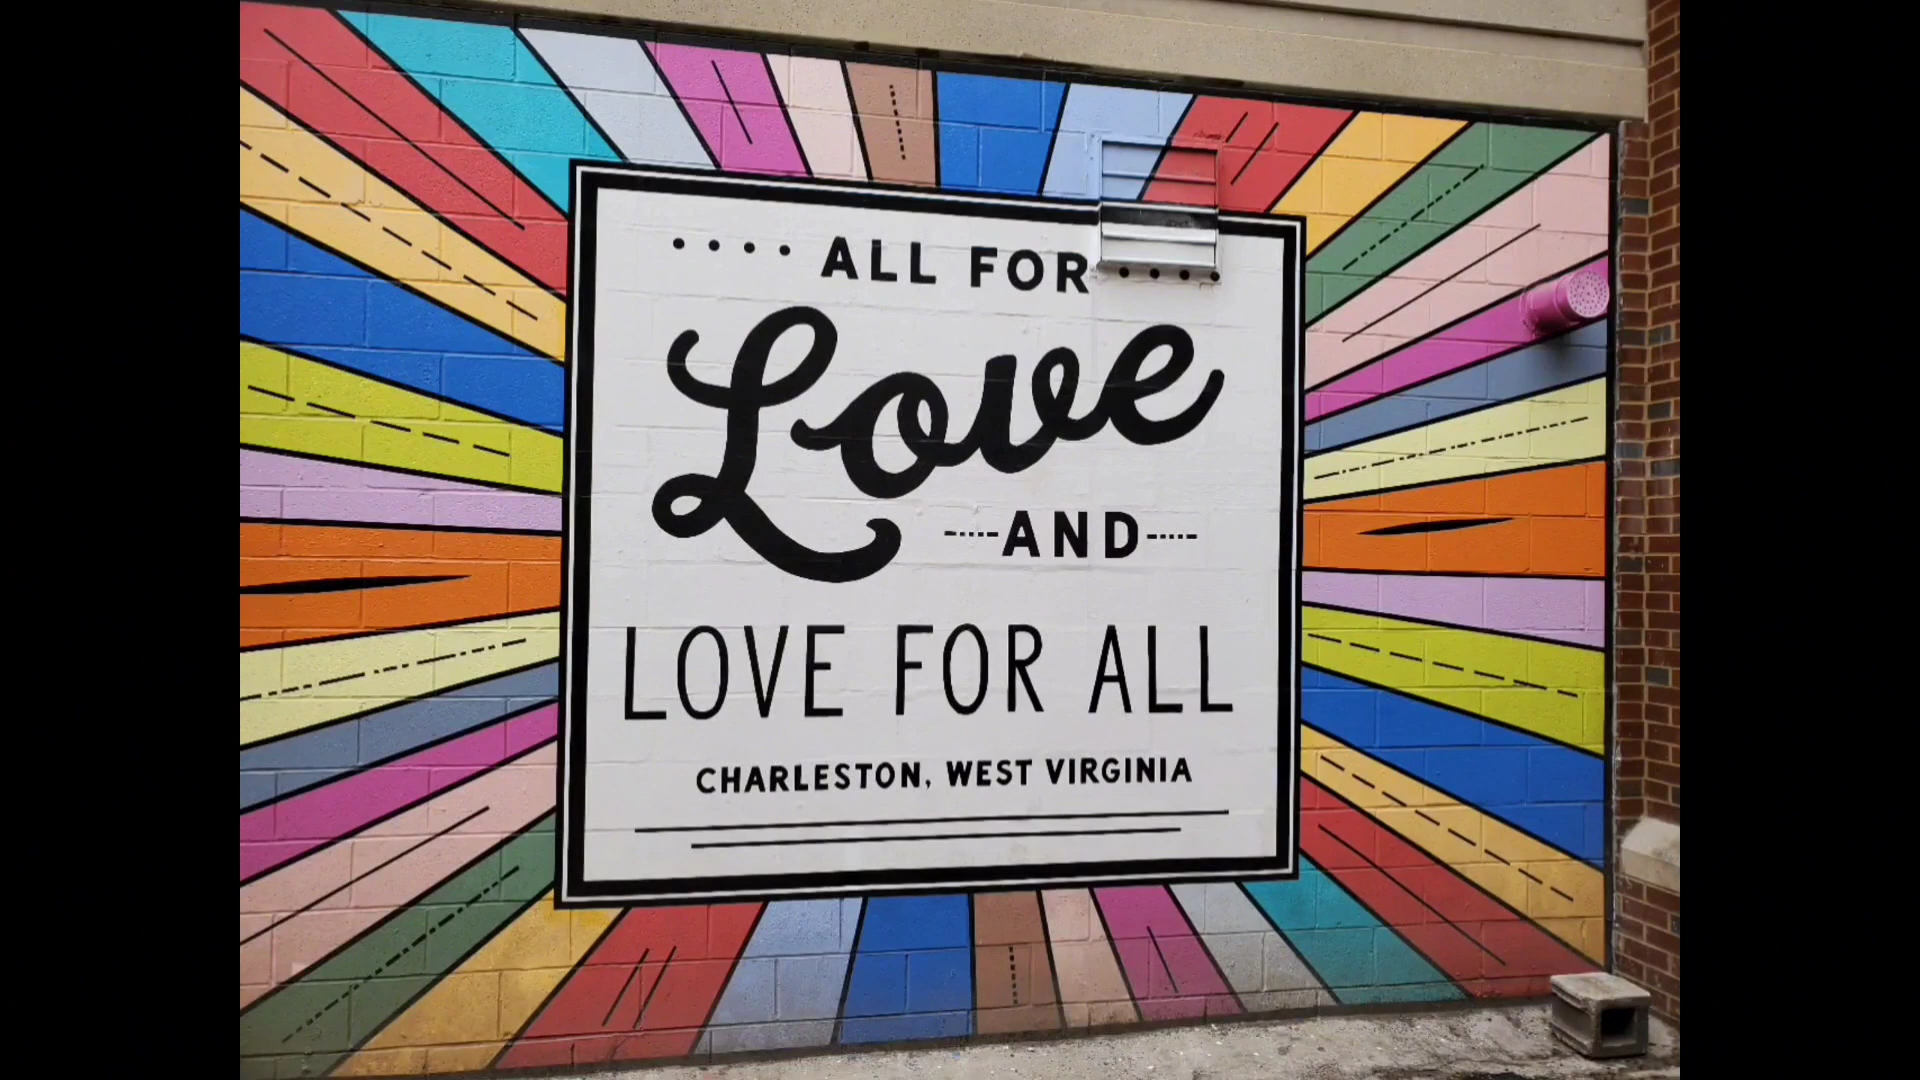 ALL FOR
Love
AND
LOVE FOR ALL
CHARLESTON, WEST VIRGINIA